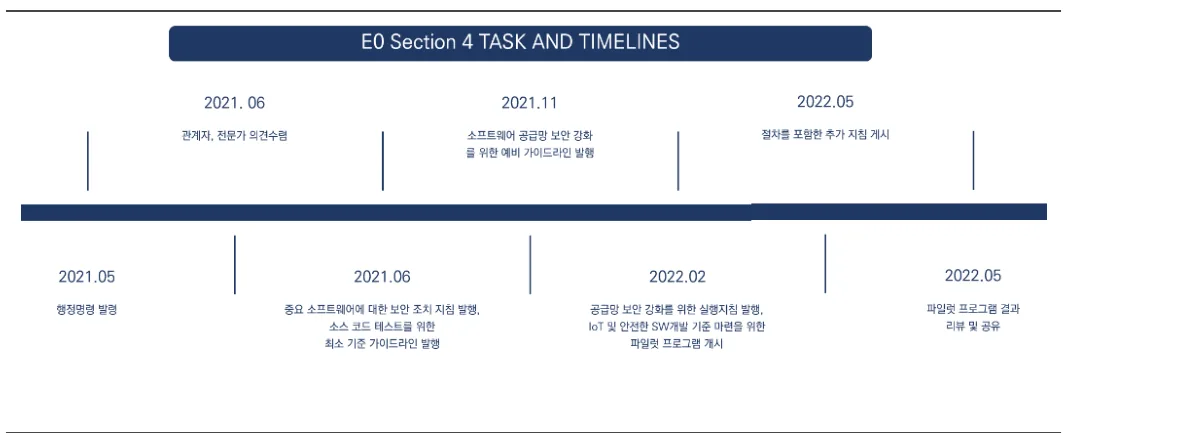 E0 Section 4 TASK AND TIMELINES
2021. 06
관계자, 전문가 의견수렴
2021.11
소프트웨어 공급망 보안 강화
를 위한 예비 가이드라인 발행
2022.05
절차를 포함한 추가 지침 게시
2021.05
행정명령 발령
2021.06
중요 소프트웨어에 대한 보안 조치 지침 발행,
소스 코드 테스트를 위한
최소 기준 가이드라인 발행
2022.02
공급망 보안 강화를 위한 실행지침 발행,
IoT 및 안전한 SW개발 기준 마련을 위한
파일럿 프로그램 개시
2022.05
파일럿 프로그램 결과
리뷰 및 공유